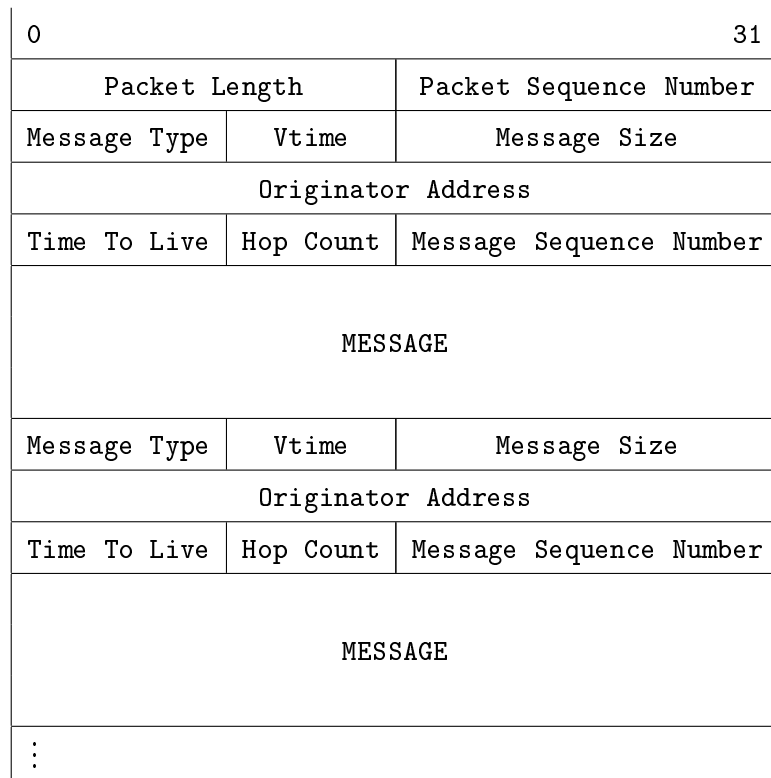 0 31
Packet Length Packet Sequence Number
Message Type Vtime Message Size
Originator Address
Time To Live Hop Count Message Sequence Number
MESSAGE
Message Type Vtime Message Size
Originator Address
Time To Live Hop Count Message Sequence Number
MESSAGE
⋮